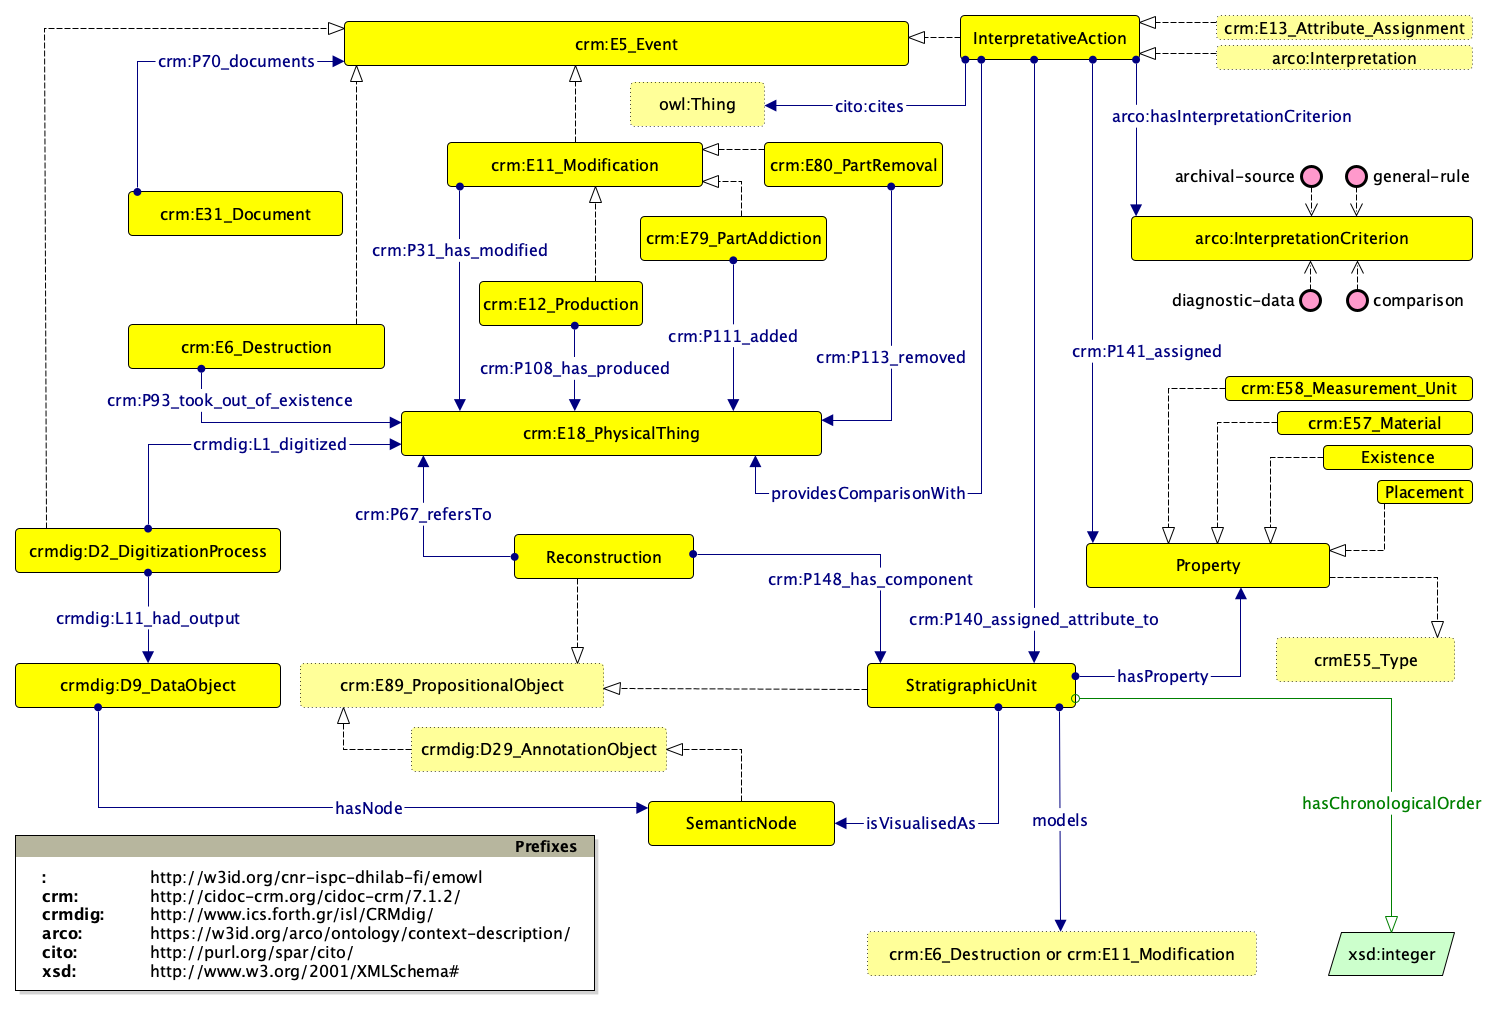 crm:E5_Event
InterpretativeAction
crm:E13_Attribute_Assignment
arco:Interpretation
crm:P70_documents
owl:Thing
cito:cites
arco:hasInterpretationCriterion
crm:E11_Modification
crm:E80_PartRemoval
archival-source
general-rule
crm:E31_Document
crm:P31_has_modified
crm:E79_PartAddiction
arco:InterpretationCriterion
crm:E12_Production
diagnostic-data
comparison
crm:E6_Destruction
crm:P111_added
crm:P113_removed
crm:P141_assigned
crm:P108_has_produced
crm:P93_took_out_of_existence
crm:E58_Measurement_Unit
crm:E57_Material
crm:E18_PhysicalThing
crmdig:L1_digitized
Existence
providesComparisonWith
Placement
crm:P67_refersTo
crmdig:D2_DigitizationProcess
Reconstruction
crm:P148_has_component
Property
crmdig:L11_had_output
crm:P140_assigned_attribute_to
crmdig:D9_DataObject
crm:E89_PropositionalObject
StratigraphicUnit
hasProperty
crmE55_Type
crmdig:D29_AnnotationObject
hasNode
SemanticNode
isVisualisedAs
models
hasChronologicalOrder
Prefixes
: http://w3id.org/cnr-ispc-dhilab-fi/emowl
crm: http://cidoc-crm.org/cidoc-crm/7.1.2/
crmdig: http://www.ics.forth.gr/isl/CRMdig/
arco: https://w3id.org/arco/ontology/context-description/
cito: http://purl.org/spar/cito/
xsd: http://www.w3.org/2001/XMLSchema#
crm:E6_Destruction or crm:E11_Modification
xsd:integer